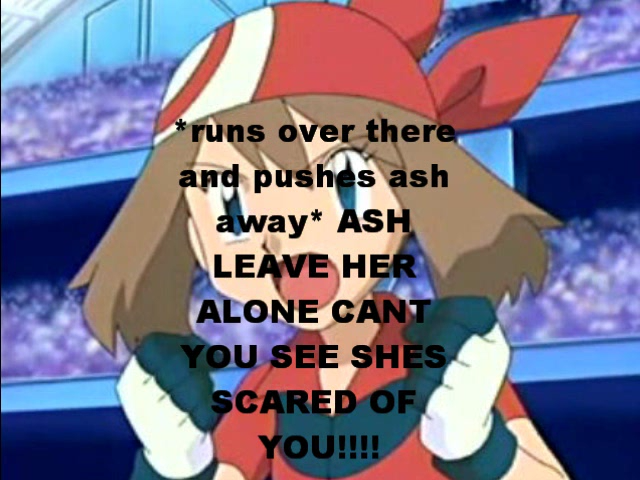 *runs over there
and pushes ash
away* ASH
LEAVE HER
ALONE CANT
YOU SEE SHES
SCARED OF
YOU!!!!